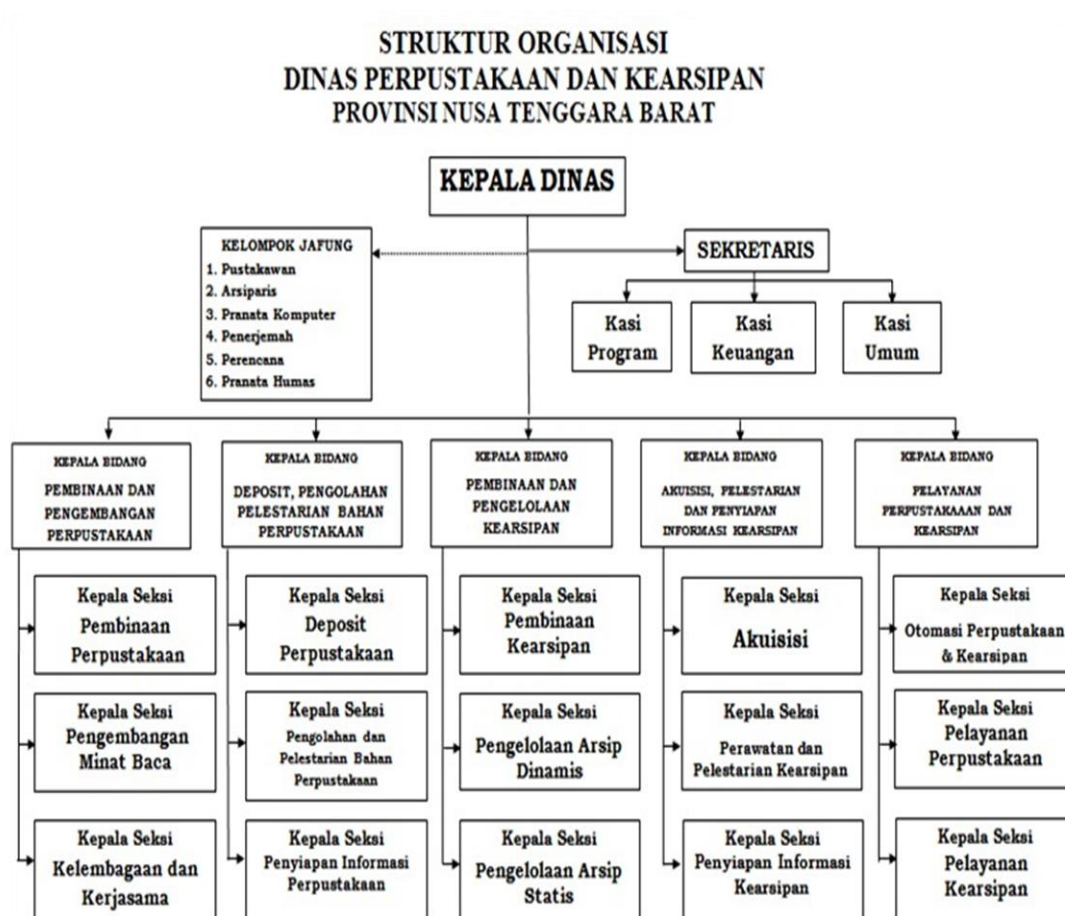 STRUKTUR ORGANISASI
DINAS PERPUSTAKAAN DAN KEARSIPAN
PROVINSI NUSA TENGGARA BARAT
KEPALA DINAS
KELOMPOK JAFUNG
1. Pustakawan
2. Arsiparis
3. Pranata Komputer
4. Penerjemah
5. Perencana
6. Pranata Humas
SEKRETARIS
Kasi
Program
Kasi
Keuangan
Kasi
Umum
KEPALA BIDANG
PEMBINAAN DAN
PENGEMBANGAN
PERPUSTAKAAN
KEPALA BIDANG
DEPOSIT, PENGOLAHAN
PELESTARIAN BAHAN
PERPUSTAKAAN
KEPALA BIDANG
PEMBINAAN DAN
PENGELOLAAN
KEARSIPAN
KEPALA BIDANG
AKUISISI, PELESTARIAN
DAN PENYIAPAN
INFORMASI KEARSIPAN
KEPALA BIDANG
PELAYANAN
PERPUSTAKAAAN DAN
KEARSIPAN
Kepala Seksi
Pembinaan
Perpustakaan
Kepala Seksi
Deposit
Perpustakaan
Kepala Seksi
Pembinaan
Kearsipan
Kepala Seksi
Akuisisi
Kepala Seksi
Otomasi Perpustakaan
& Kearsipan
Kepala Seksi
Pengembangan
Minat Baca
Kepala Seksi
Pengolahan dan
Pelestarian Bahan
Perpustakaan
Kepala Seksi
Pengelolaan Arsip
Dinamis
Kepala Seksi
Perawatan dan
Pelestarian Kearsipan
Kepala Seksi
Pelayanan
Perpustakaan
Kepala Seksi
Kelembagaan dan
Kerjasama
Kepala Seksi
Penyiapan Informasi
Perpustakaan
Kepala Seksi
Pengelolaan Arsip
Statis
Kepala Seksi
Penyiapan Informasi
Kearsipan
Kepala Seksi
Pelayanan
Kearsipan